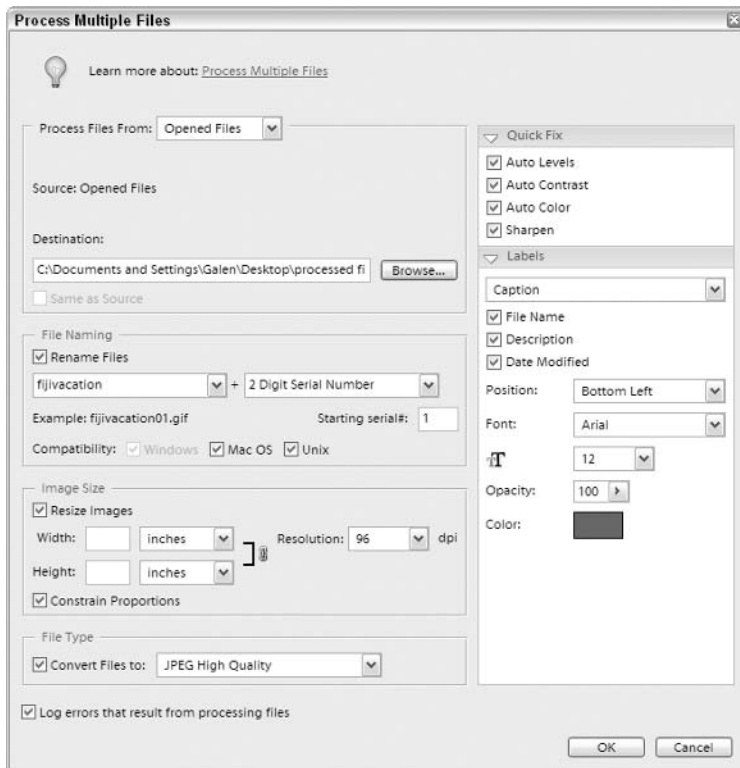 Process Multiple Files
Learn more about: Process Multiple Files
Process Files From: Opened Files
Source: Opened Files
Destination:
C:\Documents and Settings\Galen\Desktop\processed fi Browse...
Same as Source
File Naming
Rename Files
fijivacation + 2 Digit Serial Number
Example: fijivacation01.gif Starting serial#: 1
Compatibility: Windows Mac OS Unix
Image Size
Resize Images
Width: inches Resolution: 96 dpi
Height: inches
Constrain Proportions
File Type
Convert Files to: JPEG High Quality
Log errors that result from processing files
Quick Fix
Auto Levels
Auto Contrast
Auto Color
Sharpen
Labels
Caption
File Name
Description
Date Modified
Position: Bottom Left
Font: Arial
TT 12
Opacity: 100
Color:
OK Cancel